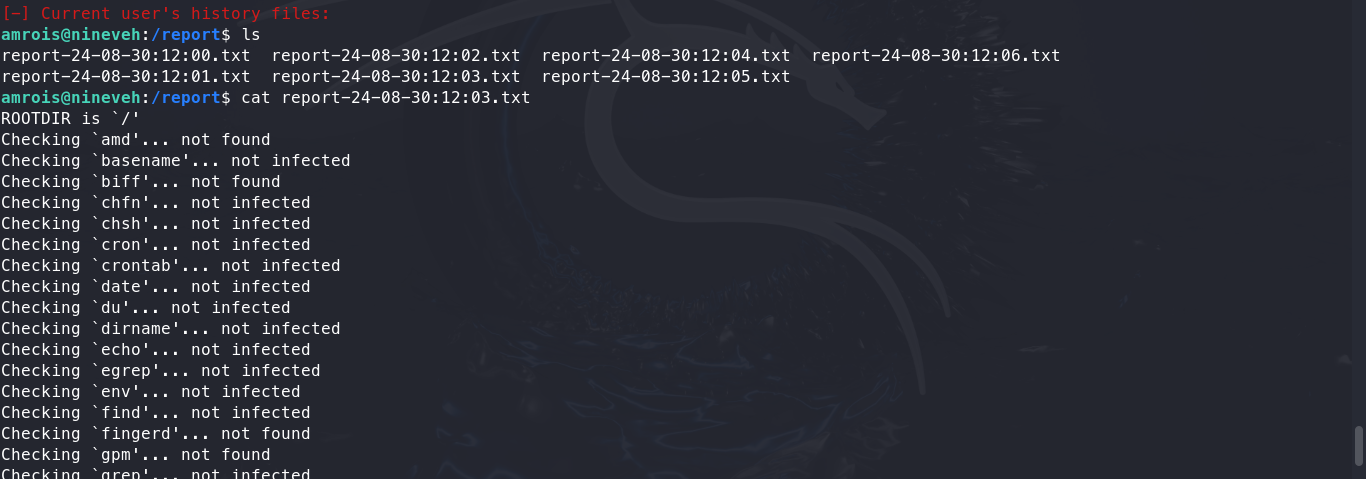 [-] Current user's history files:
amrois@nineveh:/report$ ls
report-24-08-30:12:00.txt  report-24-08-30:12:02.txt  report-24-08-30:12:04.txt  report-24-08-30:12:06.txt
report-24-08-30:12:01.txt  report-24-08-30:12:03.txt  report-24-08-30:12:05.txt
amrois@nineveh:/report$ cat report-24-08-30:12:03.txt
ROOTDIR is `/'
Checking `amd'... not found
Checking `basename'... not infected
Checking `biff'... not found
Checking `chfn'... not infected
Checking `chsh'... not infected
Checking `cron'... not infected
Checking `crontab'... not infected
Checking `date'... not infected
Checking `du'... not infected
Checking `dirname'... not infected
Checking `echo'... not infected
Checking `egrep'... not infected
Checking `env'... not infected
Checking `find'... not infected
Checking `fingerd'... not found
Checking `gpm'... not found
Checking `grep'... not infected